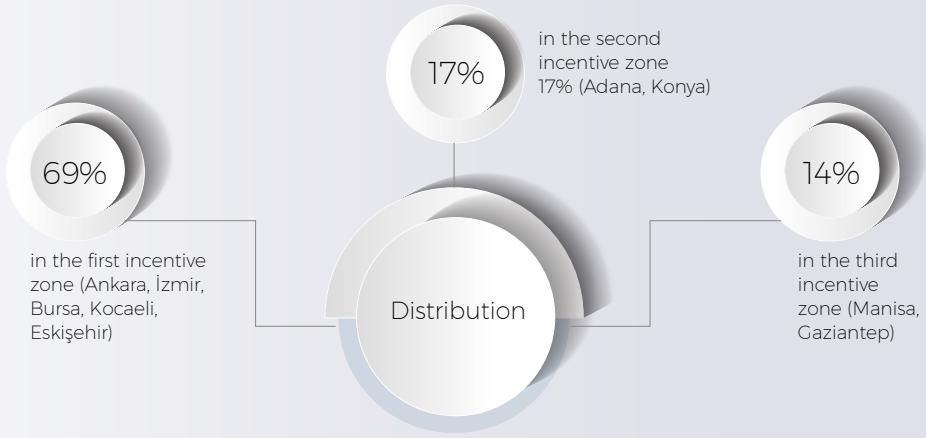 17%
in the second
incentive zone
17% (Adana, Konya)
69%
in the first incentive
zone (Ankara, İzmir,
Bursa, Kocaeli,
Eskişehir)
14%
in the third
incentive
zone (Manisa,
Gaziantep)
Distribution